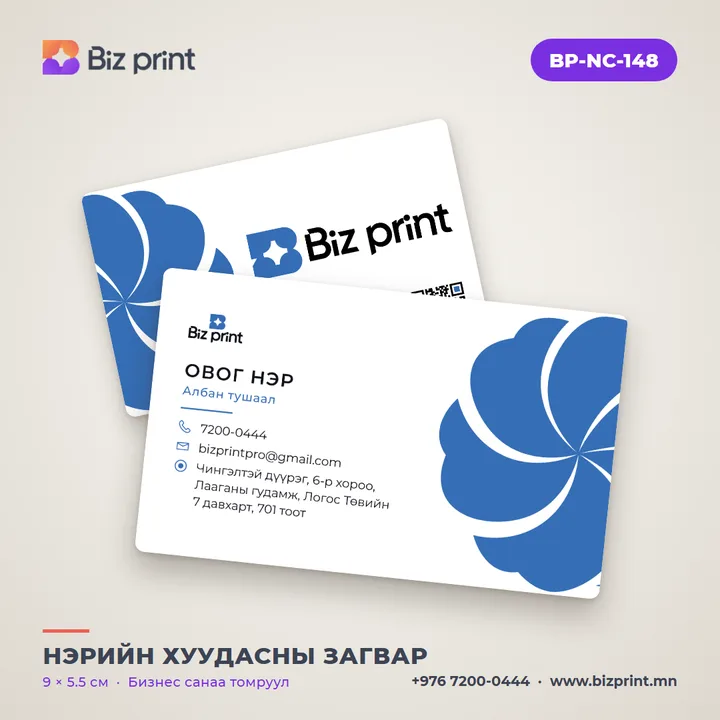 Biz print
BP-NC-148
Biz print
Biz print
ОВОГ НЭР
Албан тушаал
7200-0444
bizprintpro@gmail.com
Чингэлтэй дүүрэг, 6-р хороо,
Лааганы гудамж, Логос Төвийн
7 давхарт, 701 тоот
НЭРИЙН ХУУДАСНЫ ЗАГВАР
9 × 5.5 см · Бизнес санаа томруул
+976 7200-0444 · www.bizprint.mn